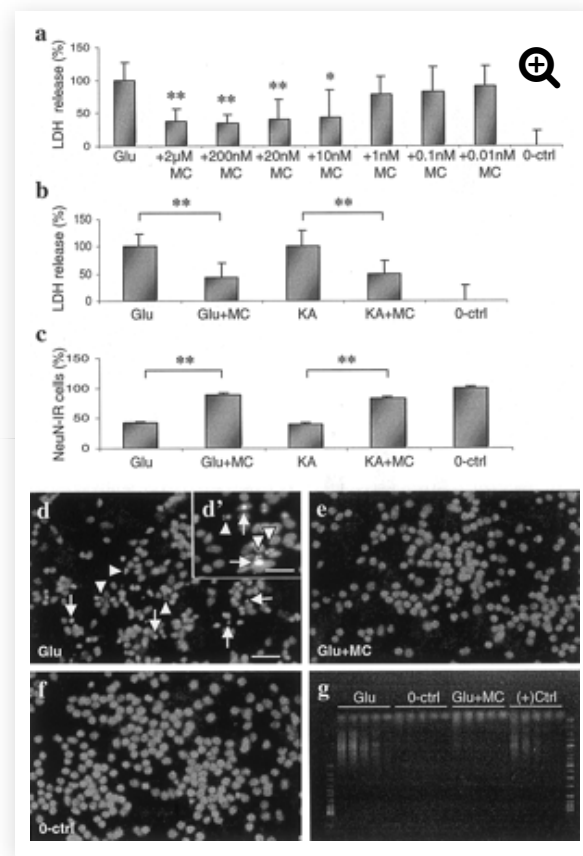 a
LDH release (%)
150
100
50
0
** ** ** *
Glu +2µM MC +200nM MC +20nM MC +10nM MC +1nM MC +0.1nM MC +0.01nM MC 0-ctrl
b
LDH release (%)
150
100
50
0
** **
Glu Glu+MC KA KA+MC 0-ctrl
c
NeuN-IR cells (%)
150
100
50
0
** **
Glu Glu+MC KA KA+MC 0-ctrl
d d' e
Glu Glu+MC
f g
Glu 0-ctrl Glu+MC (+)Ctrl
0-ctrl